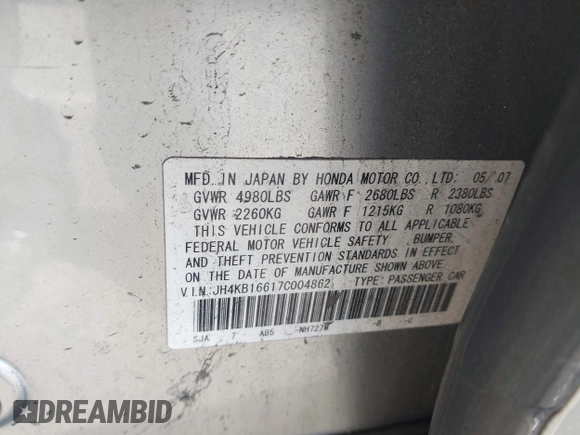 MFD. IN JAPAN BY HONDA MOTOR CO., LTD: 05/'07
GVWR 4980LBS GAWR F 2680LBS R 2380LBS
GVWR 2260KG GAWR F 1215KG R 1080KG
THIS VEHICLE CONFORMS TO ALL APPLICABLE
FEDERAL MOTOR VEHICLE SAFETY , BUMPER,
AND THEFT PREVENTION STANDARDS IN EFFECT
ON THE DATE OF MANUFACTURE SHOWN ABOVE.
V.I.N:JH4KB16617C004862 TYPE: PASSENGER CAR
SJA 7 AB5 -B -C
DREAMBID